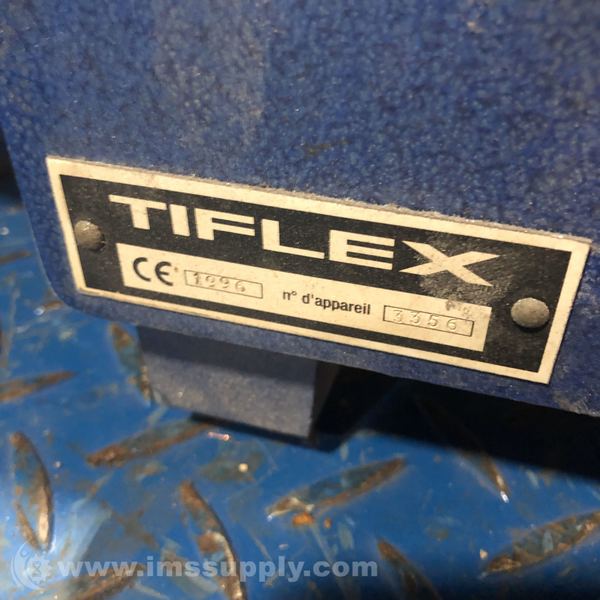 TIFLEX
CE 1996 n° d'appareil 3356
www.imssupply.com